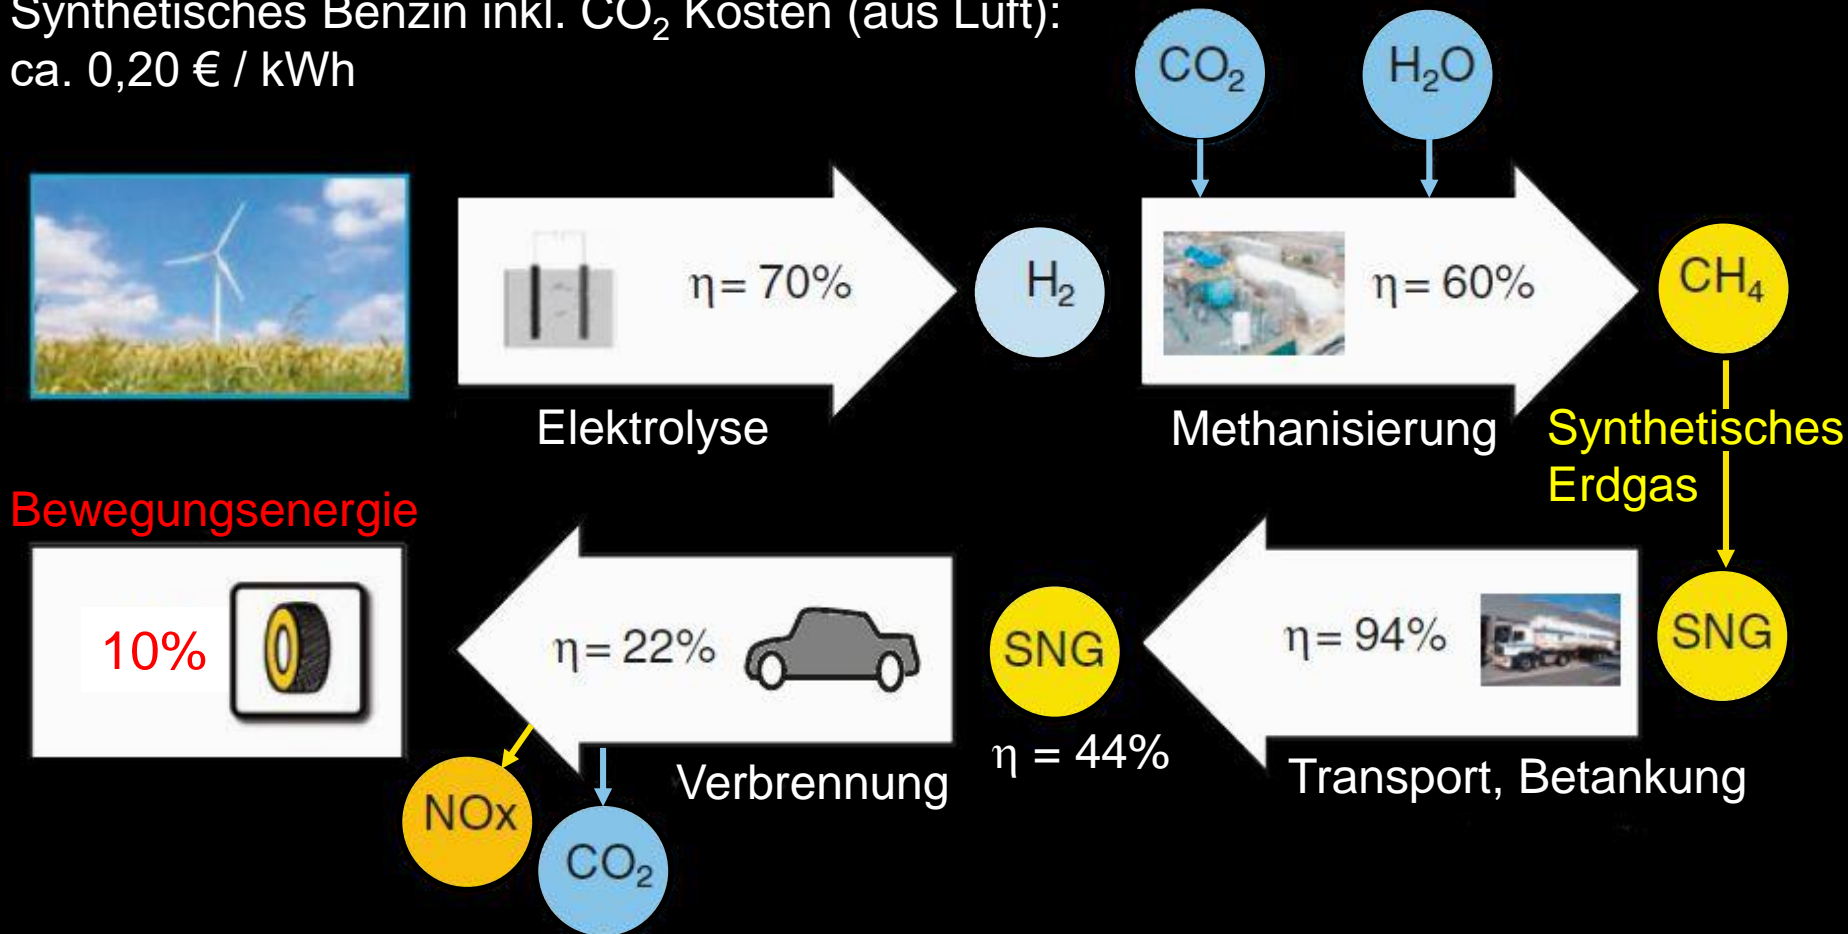 Synthetisches Benzin inkl. CO₂ Kosten (aus Luft):
ca. 0,20 € / kWh
CO₂
H₂O
η= 70%
H₂
η= 60%
CH₄
Elektrolyse
Methanisierung
Synthetisches
Erdgas
Bewegungsenergie
10%
η= 22%
SNG
η= 94%
SNG
η = 44%
Verbrennung
Transport, Betankung
NOx
CO₂